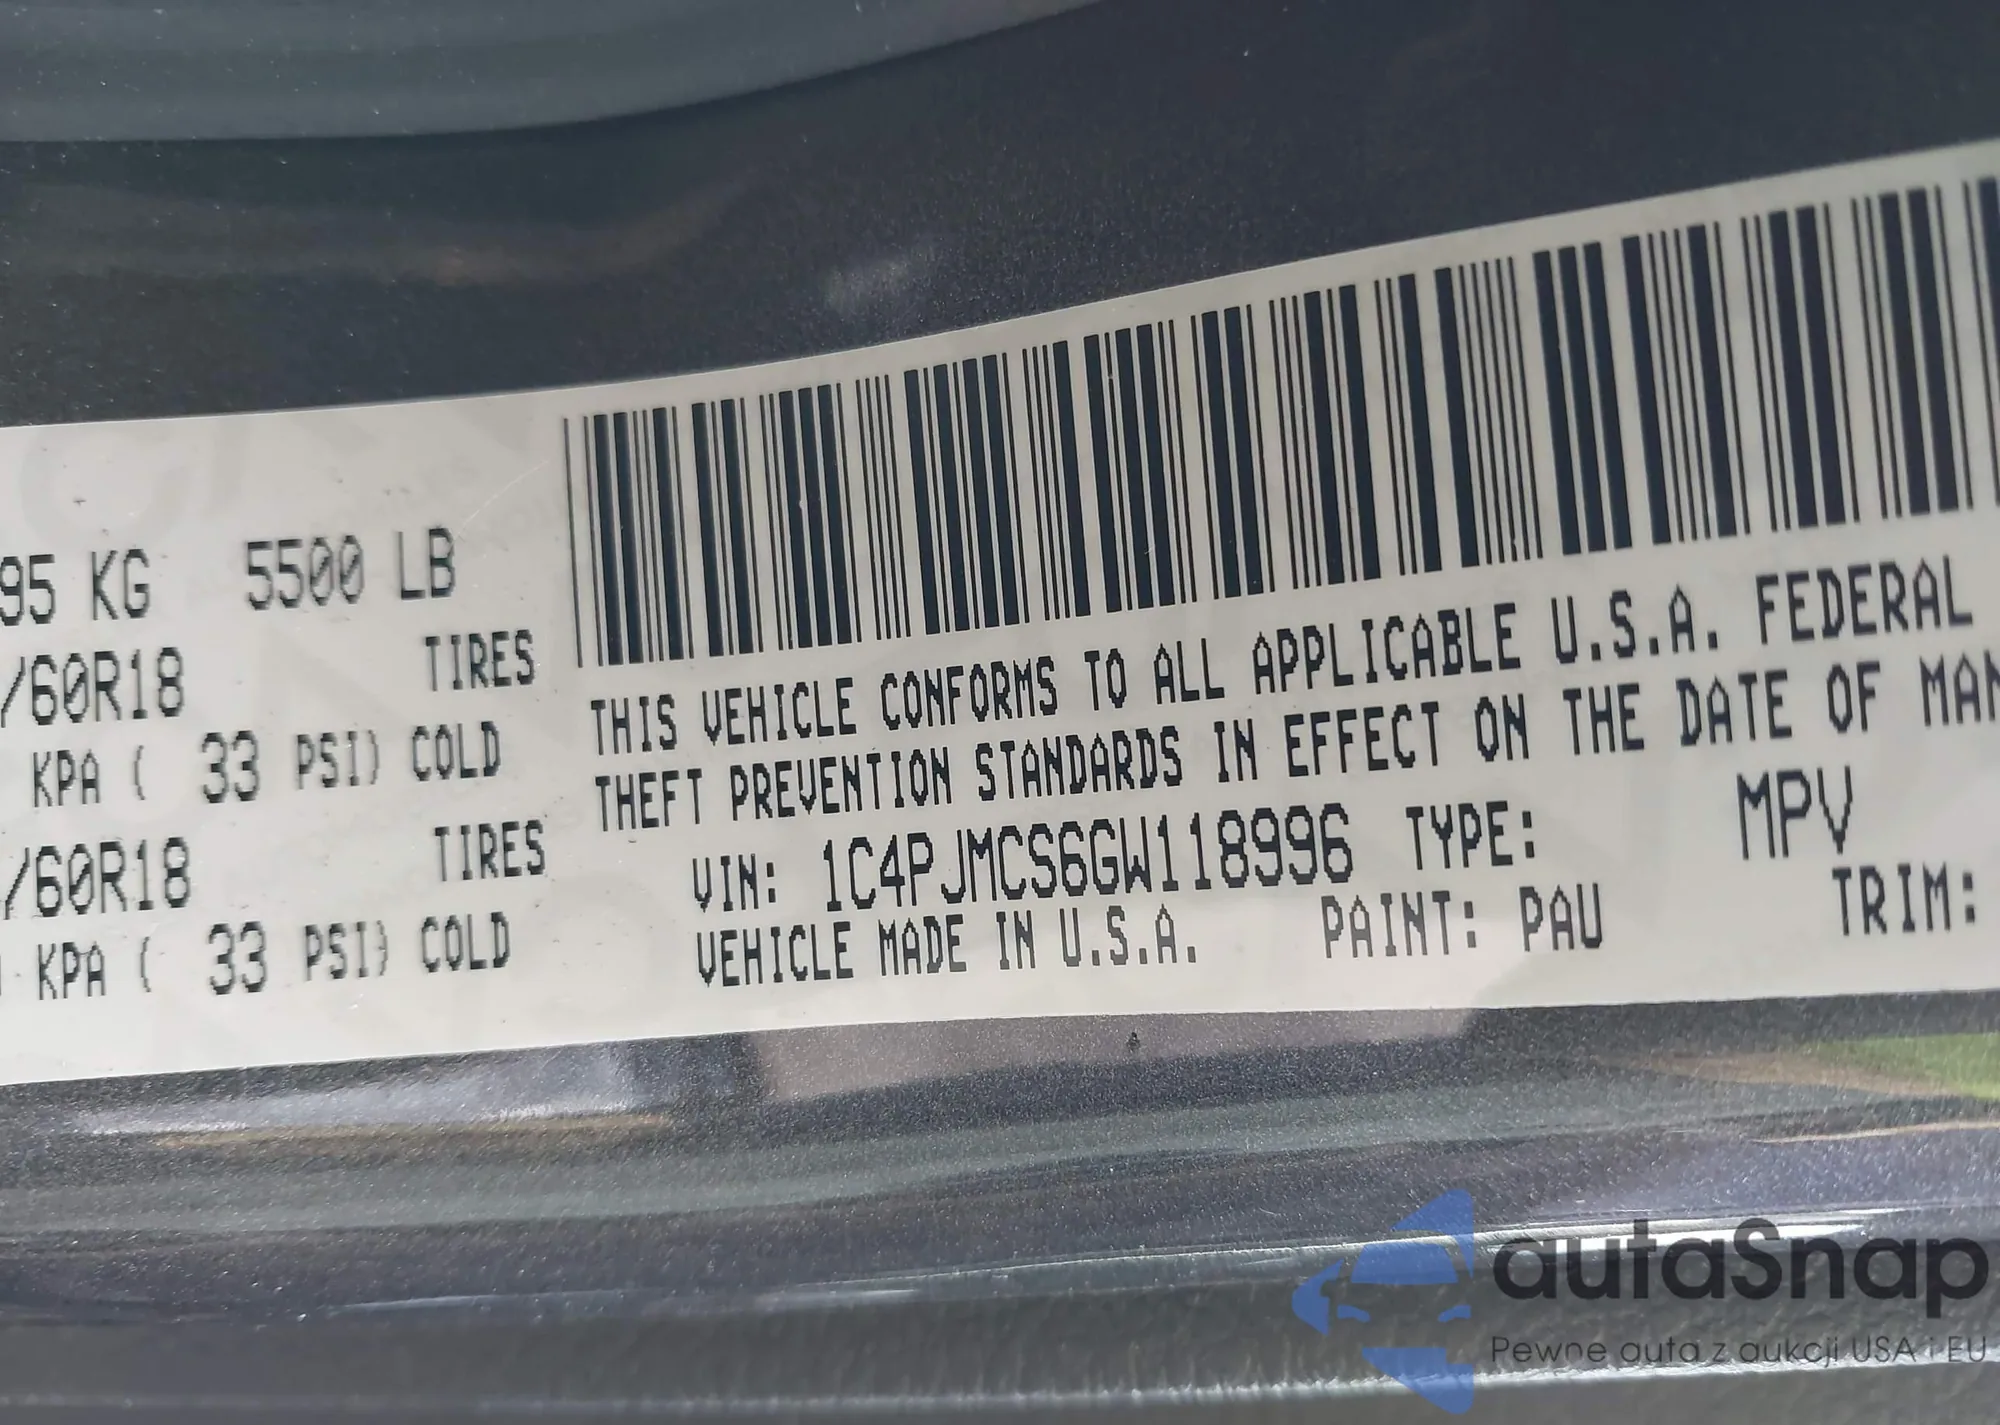 95 KG 5500 LB
/60R18 TIRES
KPA ( 33 PSI) COLD
/60R18 TIRES
KPA ( 33 PSI) COLD
THIS VEHICLE CONFORMS TO ALL APPLICABLE U.S.A. FEDERAL
THEFT PREVENTION STANDARDS IN EFFECT ON THE DATE OF MAN
VIN: 1C4PJMCS6GW118996 TYPE: MPV
VEHICLE MADE IN U.S.A. PAINT: PAU TRIM:
autaSnap
Pewne auta z aukcji USA i EU